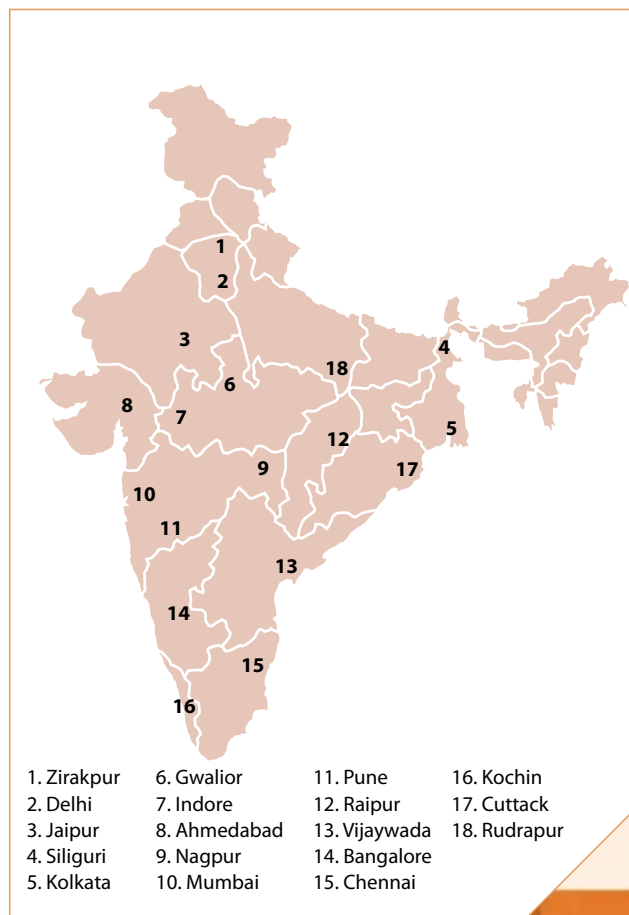 1
2
3
4
18
6
8
7
5
12
9
17
10
11
13
14
15
16
1. Zirakpur
2. Delhi
3. Jaipur
4. Siliguri
5. Kolkata
6. Gwalior
7. Indore
8. Ahmedabad
9. Nagpur
10. Mumbai
11. Pune
12. Raipur
13. Vijaywada
14. Bangalore
15. Chennai
16. Kochin
17. Cuttack
18. Rudrapur